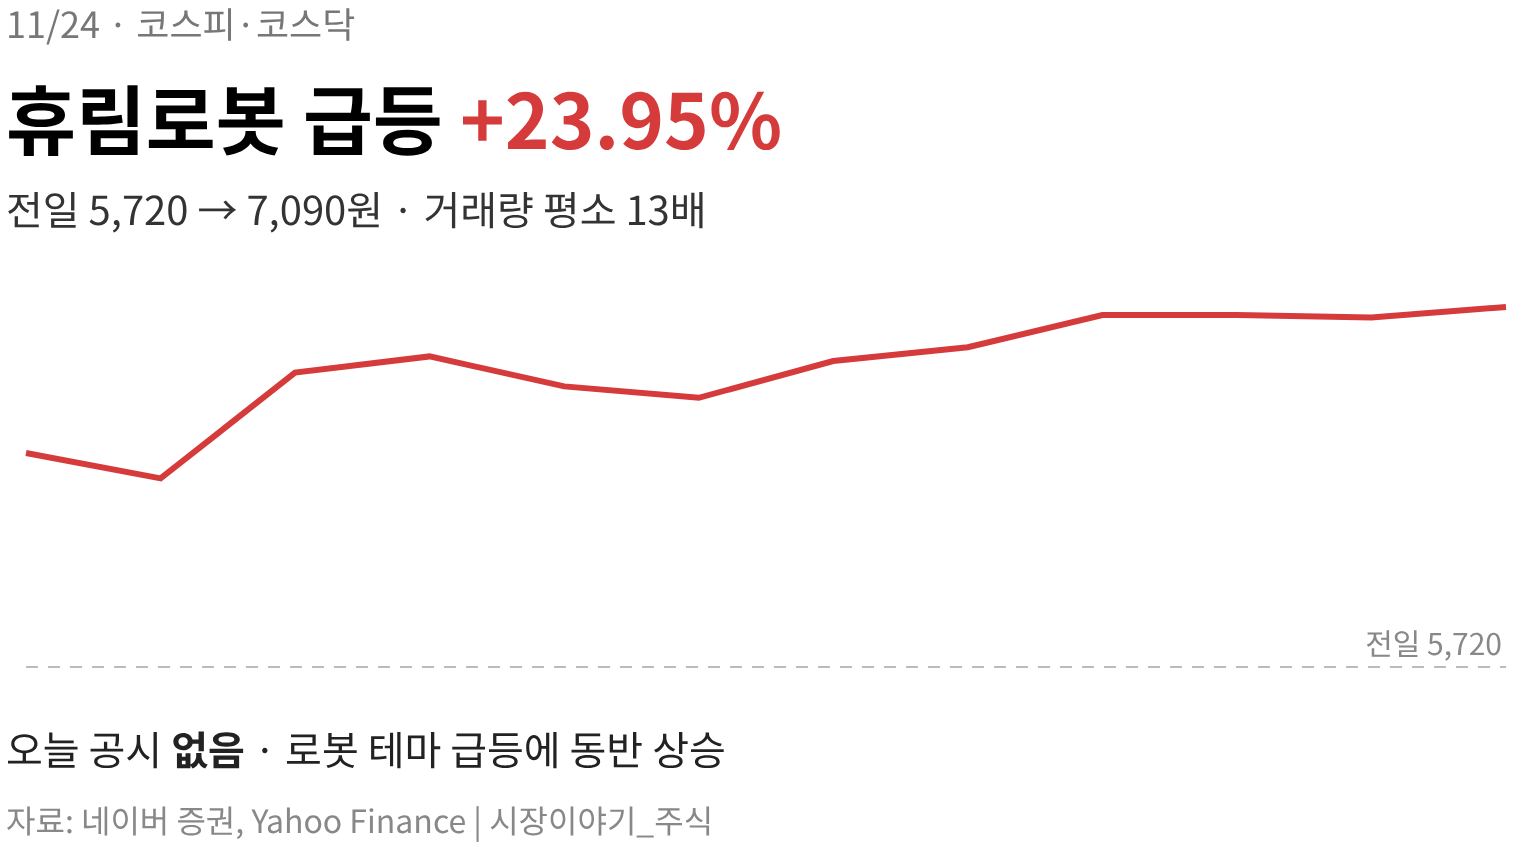 11/24 · 코스피·코스닥
휴림로봇 급등 +23.95%
전일 5,720 → 7,090원 · 거래량 평소 13배
전일 5,720
오늘 공시 없음 · 로봇 테마 급등에 동반 상승
자료: 네이버 증권, Yahoo Finance | 시장이야기_주식